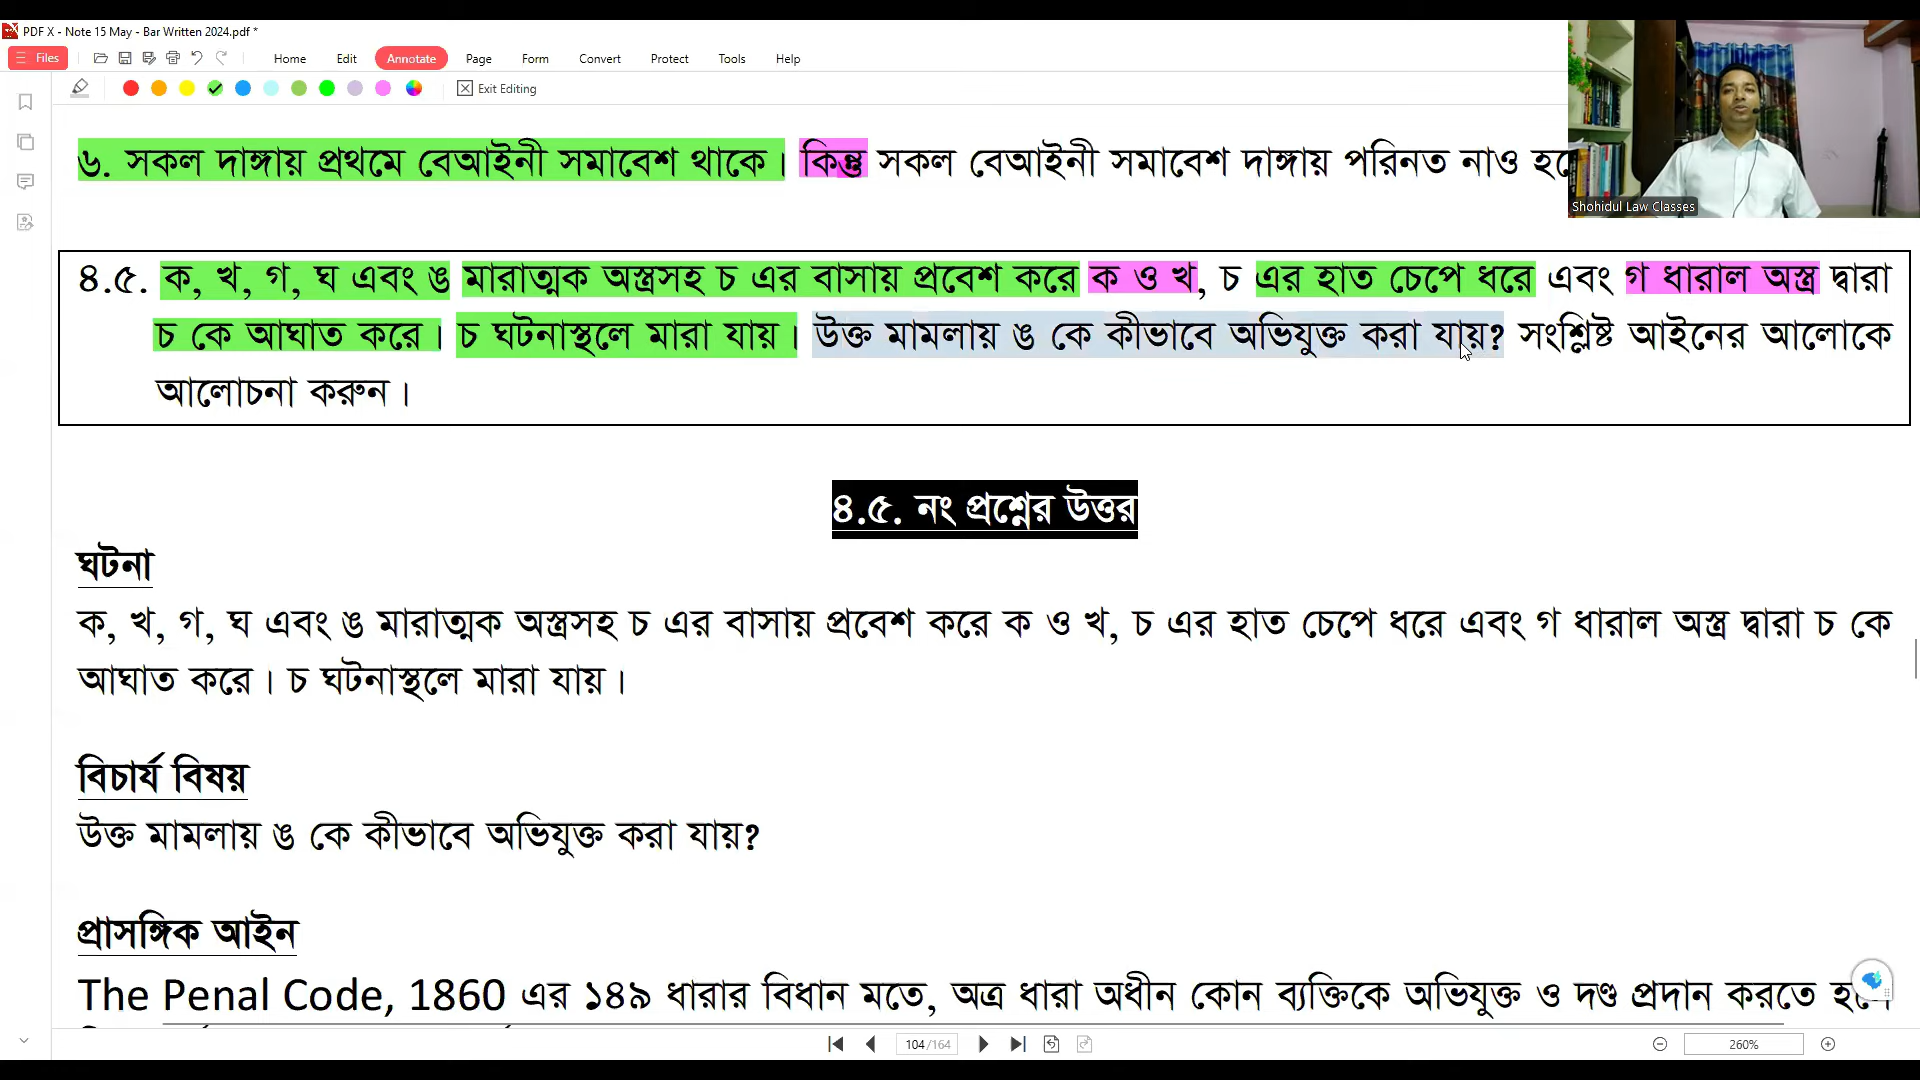 PDF X - Note 15 May - Bar Written 2024.pdf *
Files Home Edit Annotate Page Form Convert Protect Tools Help
Exit Editing
৬. সকল দাঙ্গায় প্রথমে বেআইনী সমাবেশ থাকে। কিন্তু সকল বেআইনী সমাবেশ দাঙ্গায় পরিনত নাও
Shohidul Law Classes
৪.৫. ক, খ, গ, ঘ এবং ঙ মারাত্মক অস্ত্রসহ চ এর বাসায় প্রবেশ করে ক ও খ, চ এর হাত চেপে ধরে এবং গ ধারাল অস্ত্র দ্বারা
চ কে আঘাত করে। চ ঘটনাস্থলে মারা যায়। উক্ত মামলায় ঙ কে কীভাবে অভিযুক্ত করা যায়? সংশ্লিষ্ট আইনের আলোকে
আলোচনা করুন।
৪.৫. নং প্রশ্নের উত্তর
ঘটনা
ক, খ, গ, ঘ এবং ঙ মারাত্মক অস্ত্রসহ চ এর বাসায় প্রবেশ করে ক ও খ, চ এর হাত চেপে ধরে এবং গ ধারাল অস্ত্র দ্বারা চ কে
আঘাত করে। চ ঘটনাস্থলে মারা যায়।
বিচার্য বিষয়
উক্ত মামলায় ঙ কে কীভাবে অভিযুক্ত করা যায়?
প্রাসঙ্গিক আইন
The Penal Code, 1860 এর ১৪৯ ধারার বিধান মতে, অত্র ধারা অধীন কোন ব্যক্তিকে অভিযুক্ত ও দণ্ড প্রদান করতে হলে
104 /164
260%